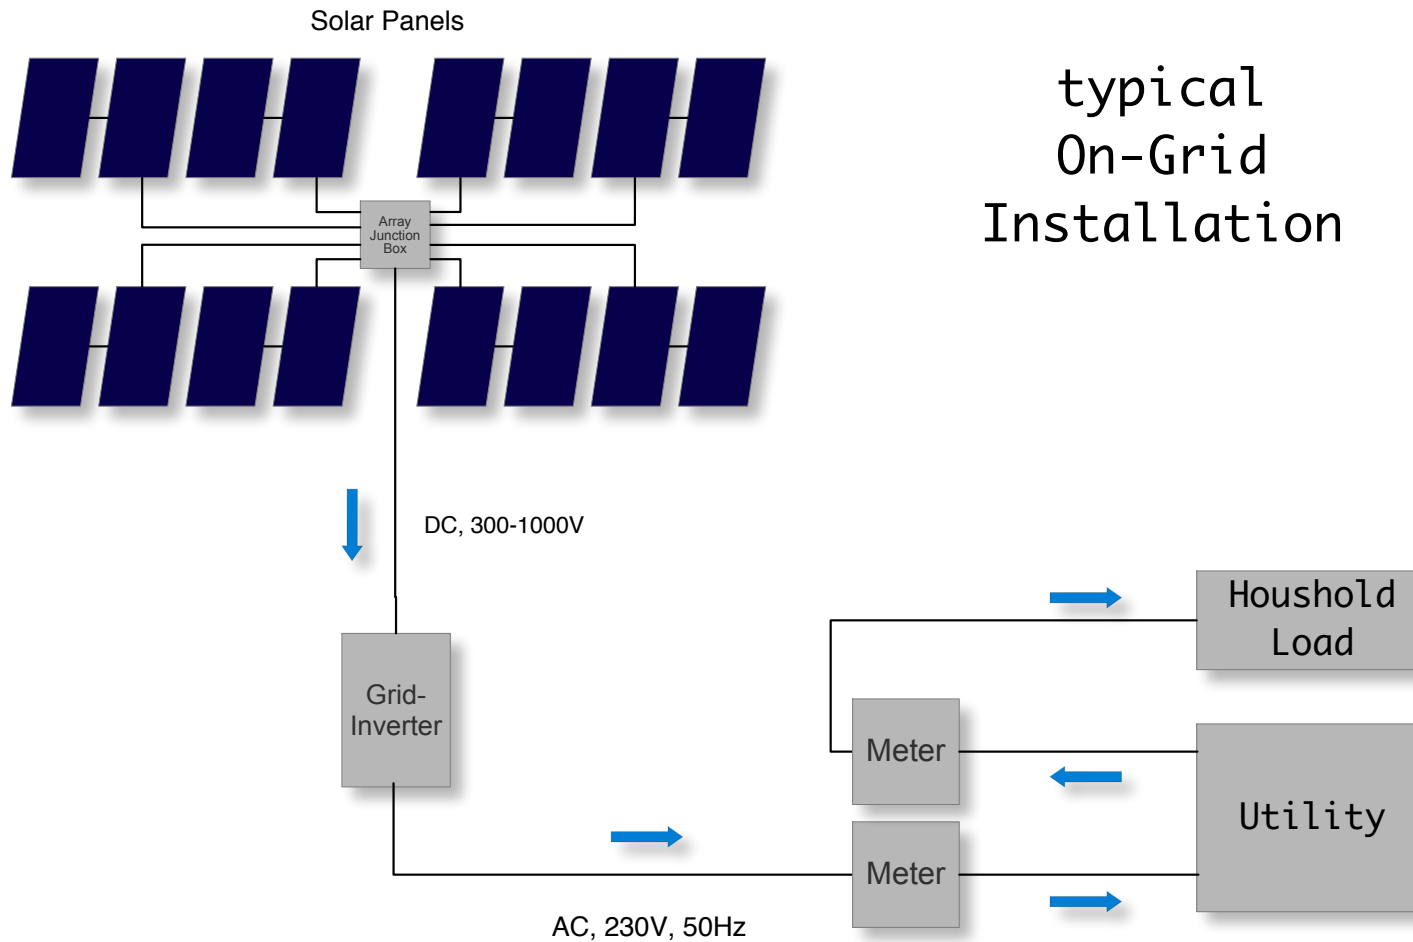 Solar Panels
typical
On-Grid
Installation
Array
Junction
Box
DC, 300-1000V
Houshold
Load
Grid-
Inverter
Meter
Utility
Meter
AC, 230V, 50Hz